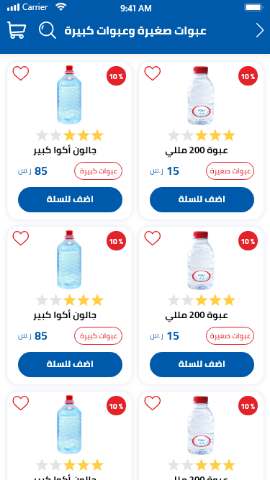 Carrier 9:41 AM
عبوات صغيرة وعبوات كبيرة
10%
10%
عبوة 200 مللي
جالون أكوا كبير
عبوات صغيرة
15 ر.س
عبوات كبيرة
85 ر.س
اضف للسلة
اضف للسلة
10%
10%
عبوة 200 مللي
جالون أكوا كبير
عبوات صغيرة
15 ر.س
عبوات كبيرة
85 ر.س
اضف للسلة
اضف للسلة
10%
10%
عبوة 200 مللي
جالون أكوا كبير